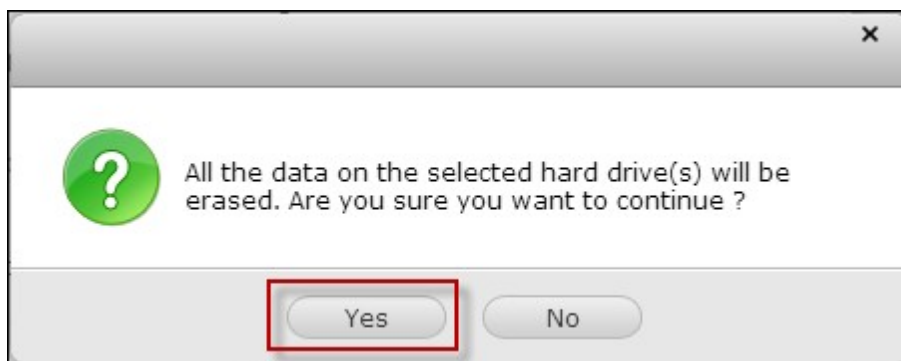 All the data on the selected hard drive(s) will be
erased. Are you sure you want to continue ?
Yes No